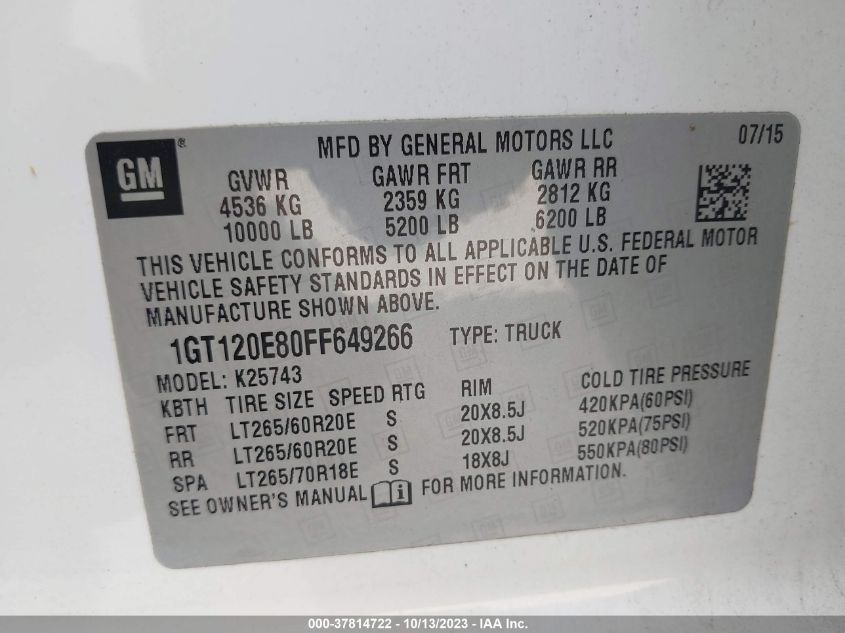 GM ®
MFD BY GENERAL MOTORS LLC 07/15
GVWR GAWR FRT GAWR RR
4536 KG 2359 KG 2812 KG
10000 LB 5200 LB 6200 LB
THIS VEHICLE CONFORMS TO ALL APPLICABLE U.S. FEDERAL MOTOR
VEHICLE SAFETY STANDARDS IN EFFECT ON THE DATE OF
MANUFACTURE SHOWN ABOVE.
1GT120E80FF649266 TYPE: TRUCK
MODEL: K25743
KBTH TIRE SIZE SPEED RTG RIM COLD TIRE PRESSURE
FRT LT265/60R20E S 20X8.5J 420KPA(60PSI)
RR LT265/60R20E S 20X8.5J 520KPA(75PSI)
SPA LT265/70R18E S 18X8J 550KPA(80PSI)
SEE OWNER'S MANUAL i FOR MORE INFORMATION.
000-37814722 - 10/13/2023 - IAA Inc.